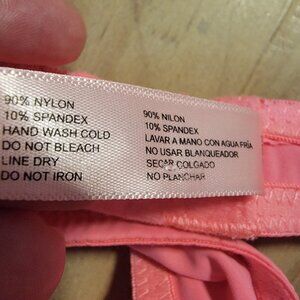 90% NYLON
10% SPANDEX
HAND WASH COLD
DO NOT BLEACH
LINE DRY
DO NOT IRON
90% NILON
10% SPANDEX
LAVAR A MANO CON AGUA FRÍA
NO USAR BLANQUEADOR
SECAR COLGADO
NO PLANCHAR